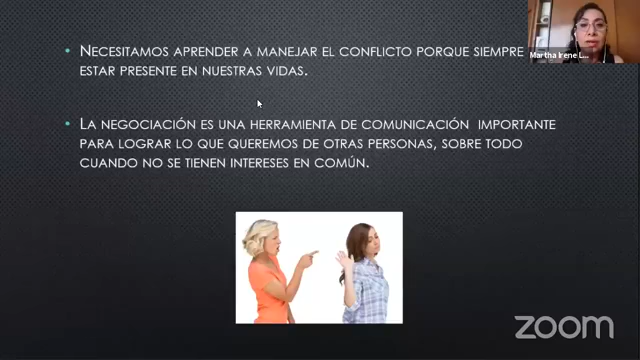 NECESITAMOS APRENDER A MANEJAR EL CONFLICTO PORQUE SIEMPRE
ESTAR PRESENTE EN NUESTRAS VIDAS.
LA NEGOCIACIÓN ES UNA HERRAMIENTA DE COMUNICACIÓN IMPORTANTE
PARA LOGRAR LO QUE QUEREMOS DE OTRAS PERSONAS, SOBRE TODO
CUANDO NO SE TIENEN INTERESES EN COMÚN.
Martha Irene L...
zoom